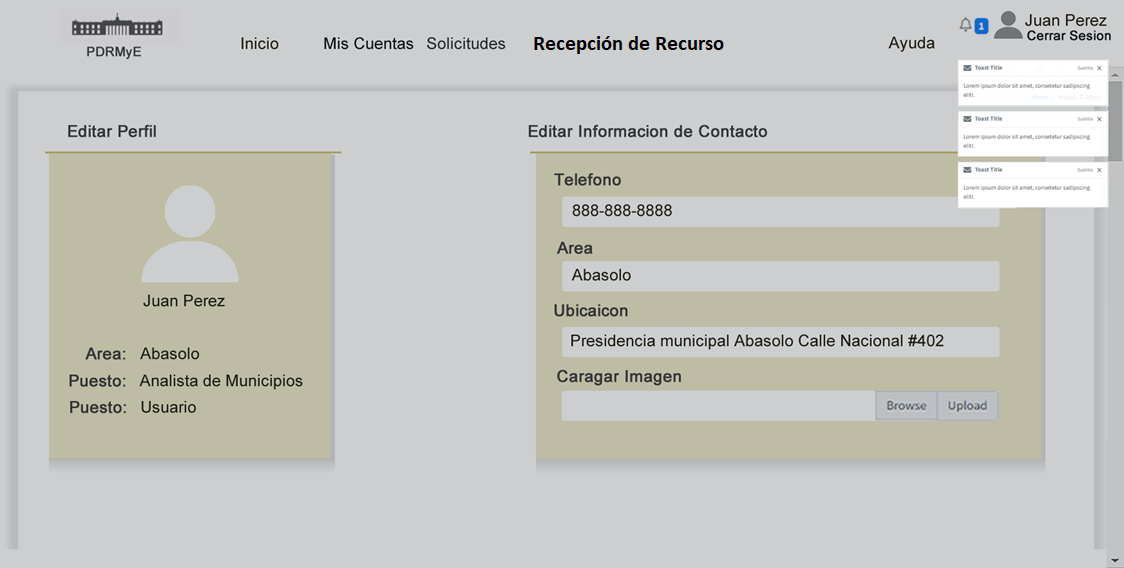 PDRMyE
Inicio
Mis Cuentas
Solicitudes
Recepción de Recurso
Ayuda
1
Juan Perez
Cerrar Sesion
Toast Title
Subtitle
×
Lorem ipsum dolor sit amet, consetetur sadipscing
elitr.
Toast Title
Subtitle
×
Lorem ipsum dolor sit amet, consetetur sadipscing
elitr.
Toast Title
Subtitle
×
Lorem ipsum dolor sit amet, consetetur sadipscing
elitr.
Editar Perfil
Juan Perez
Area: Abasolo
Puesto: Analista de Municipios
Puesto: Usuario
Editar Informacion de Contacto
Telefono
888-888-8888
Area
Abasolo
Ubicaicon
Presidencia municipal Abasolo Calle Nacional #402
Caragar Imagen
Browse
Upload